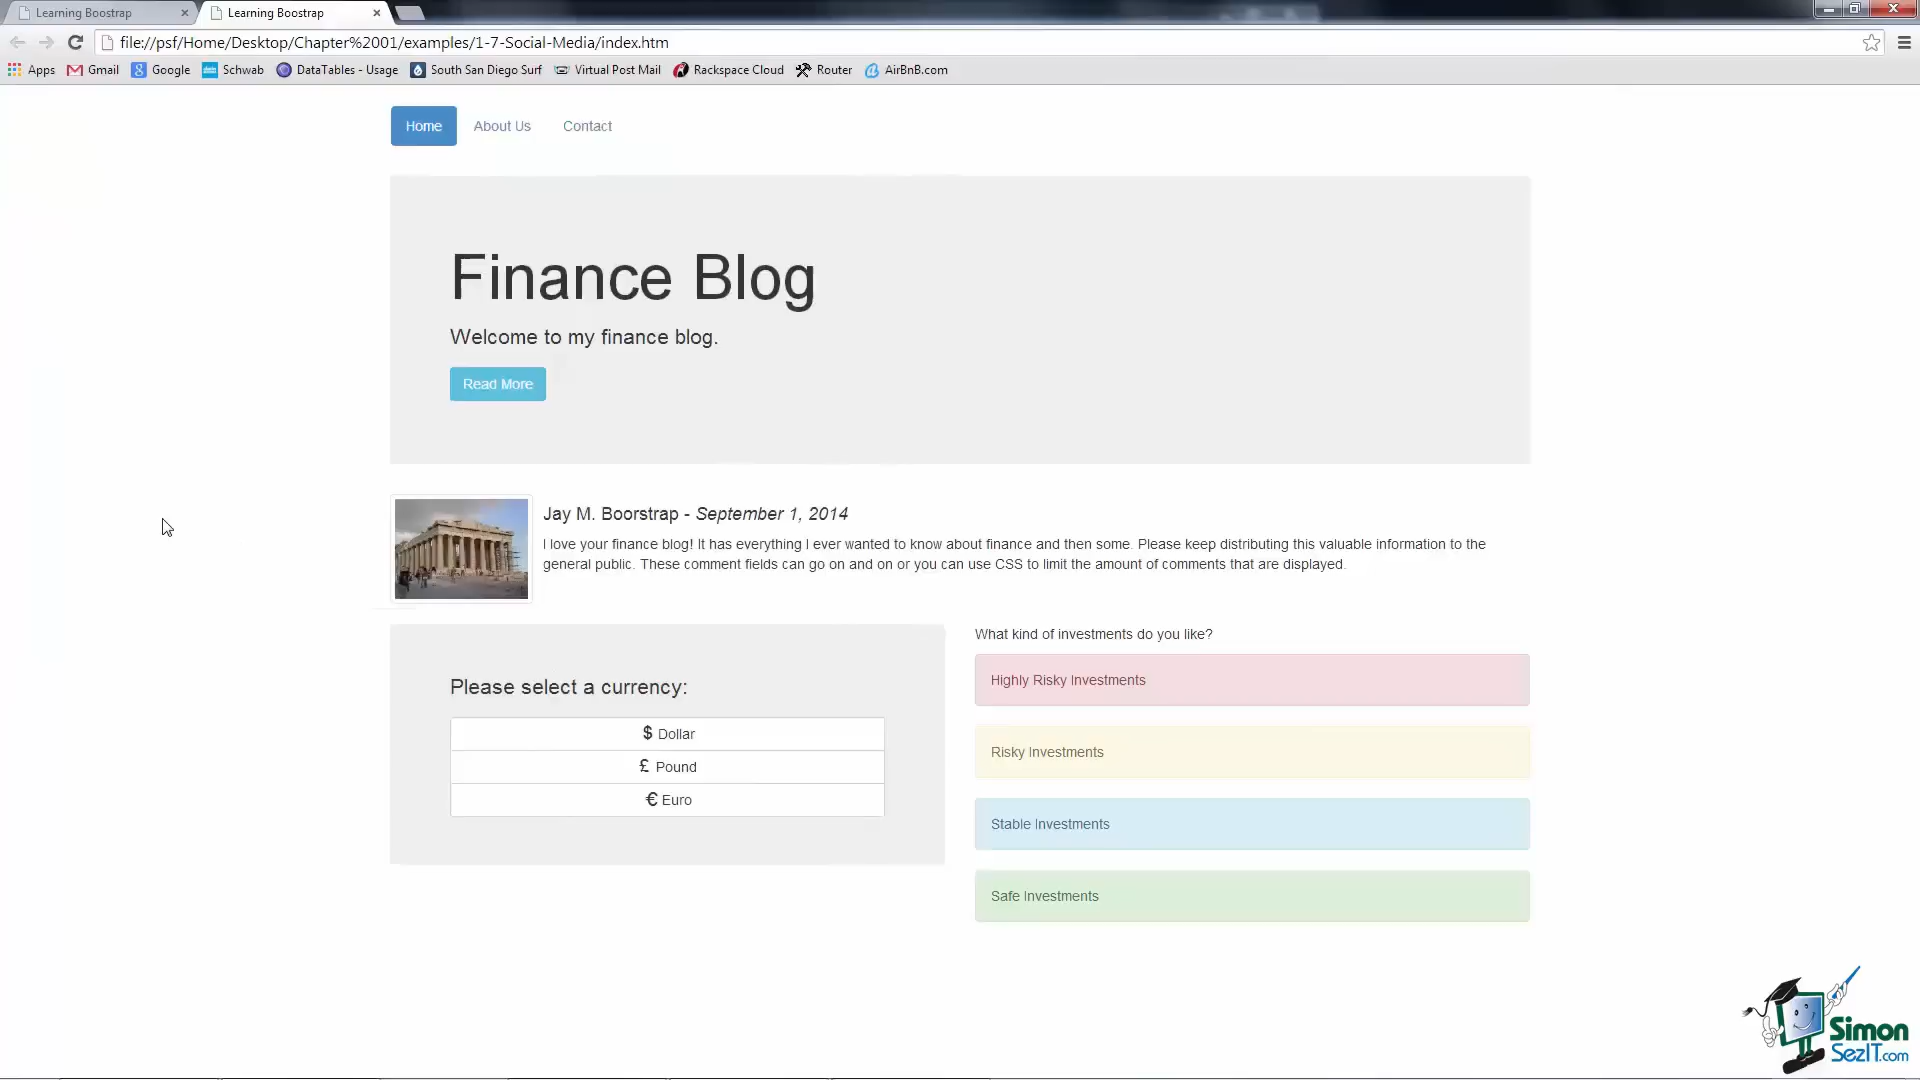 Learning Boostrap
Learning Boostrap
file://psf/Home/Desktop/Chapter%2001/examples/1-7-Social-Media/index.htm
Apps Gmail Google Schwab DataTables - Usage South San Diego Surf Virtual Post Mail Rackspace Cloud Router AirBnB.com
Home About Us Contact
Finance Blog
Welcome to my finance blog.
Read More
Jay M. Boorstrap - September 1, 2014
I love your finance blog! It has everything I ever wanted to know about finance and then some. Please keep distributing this valuable information to the
general public. These comment fields can go on and on or you can use CSS to limit the amount of comments that are displayed.
Please select a currency:
$ Dollar
£ Pound
€ Euro
What kind of investments do you like?
Highly Risky Investments
Risky Investments
Stable Investments
Safe Investments
Simon
SezIT.com